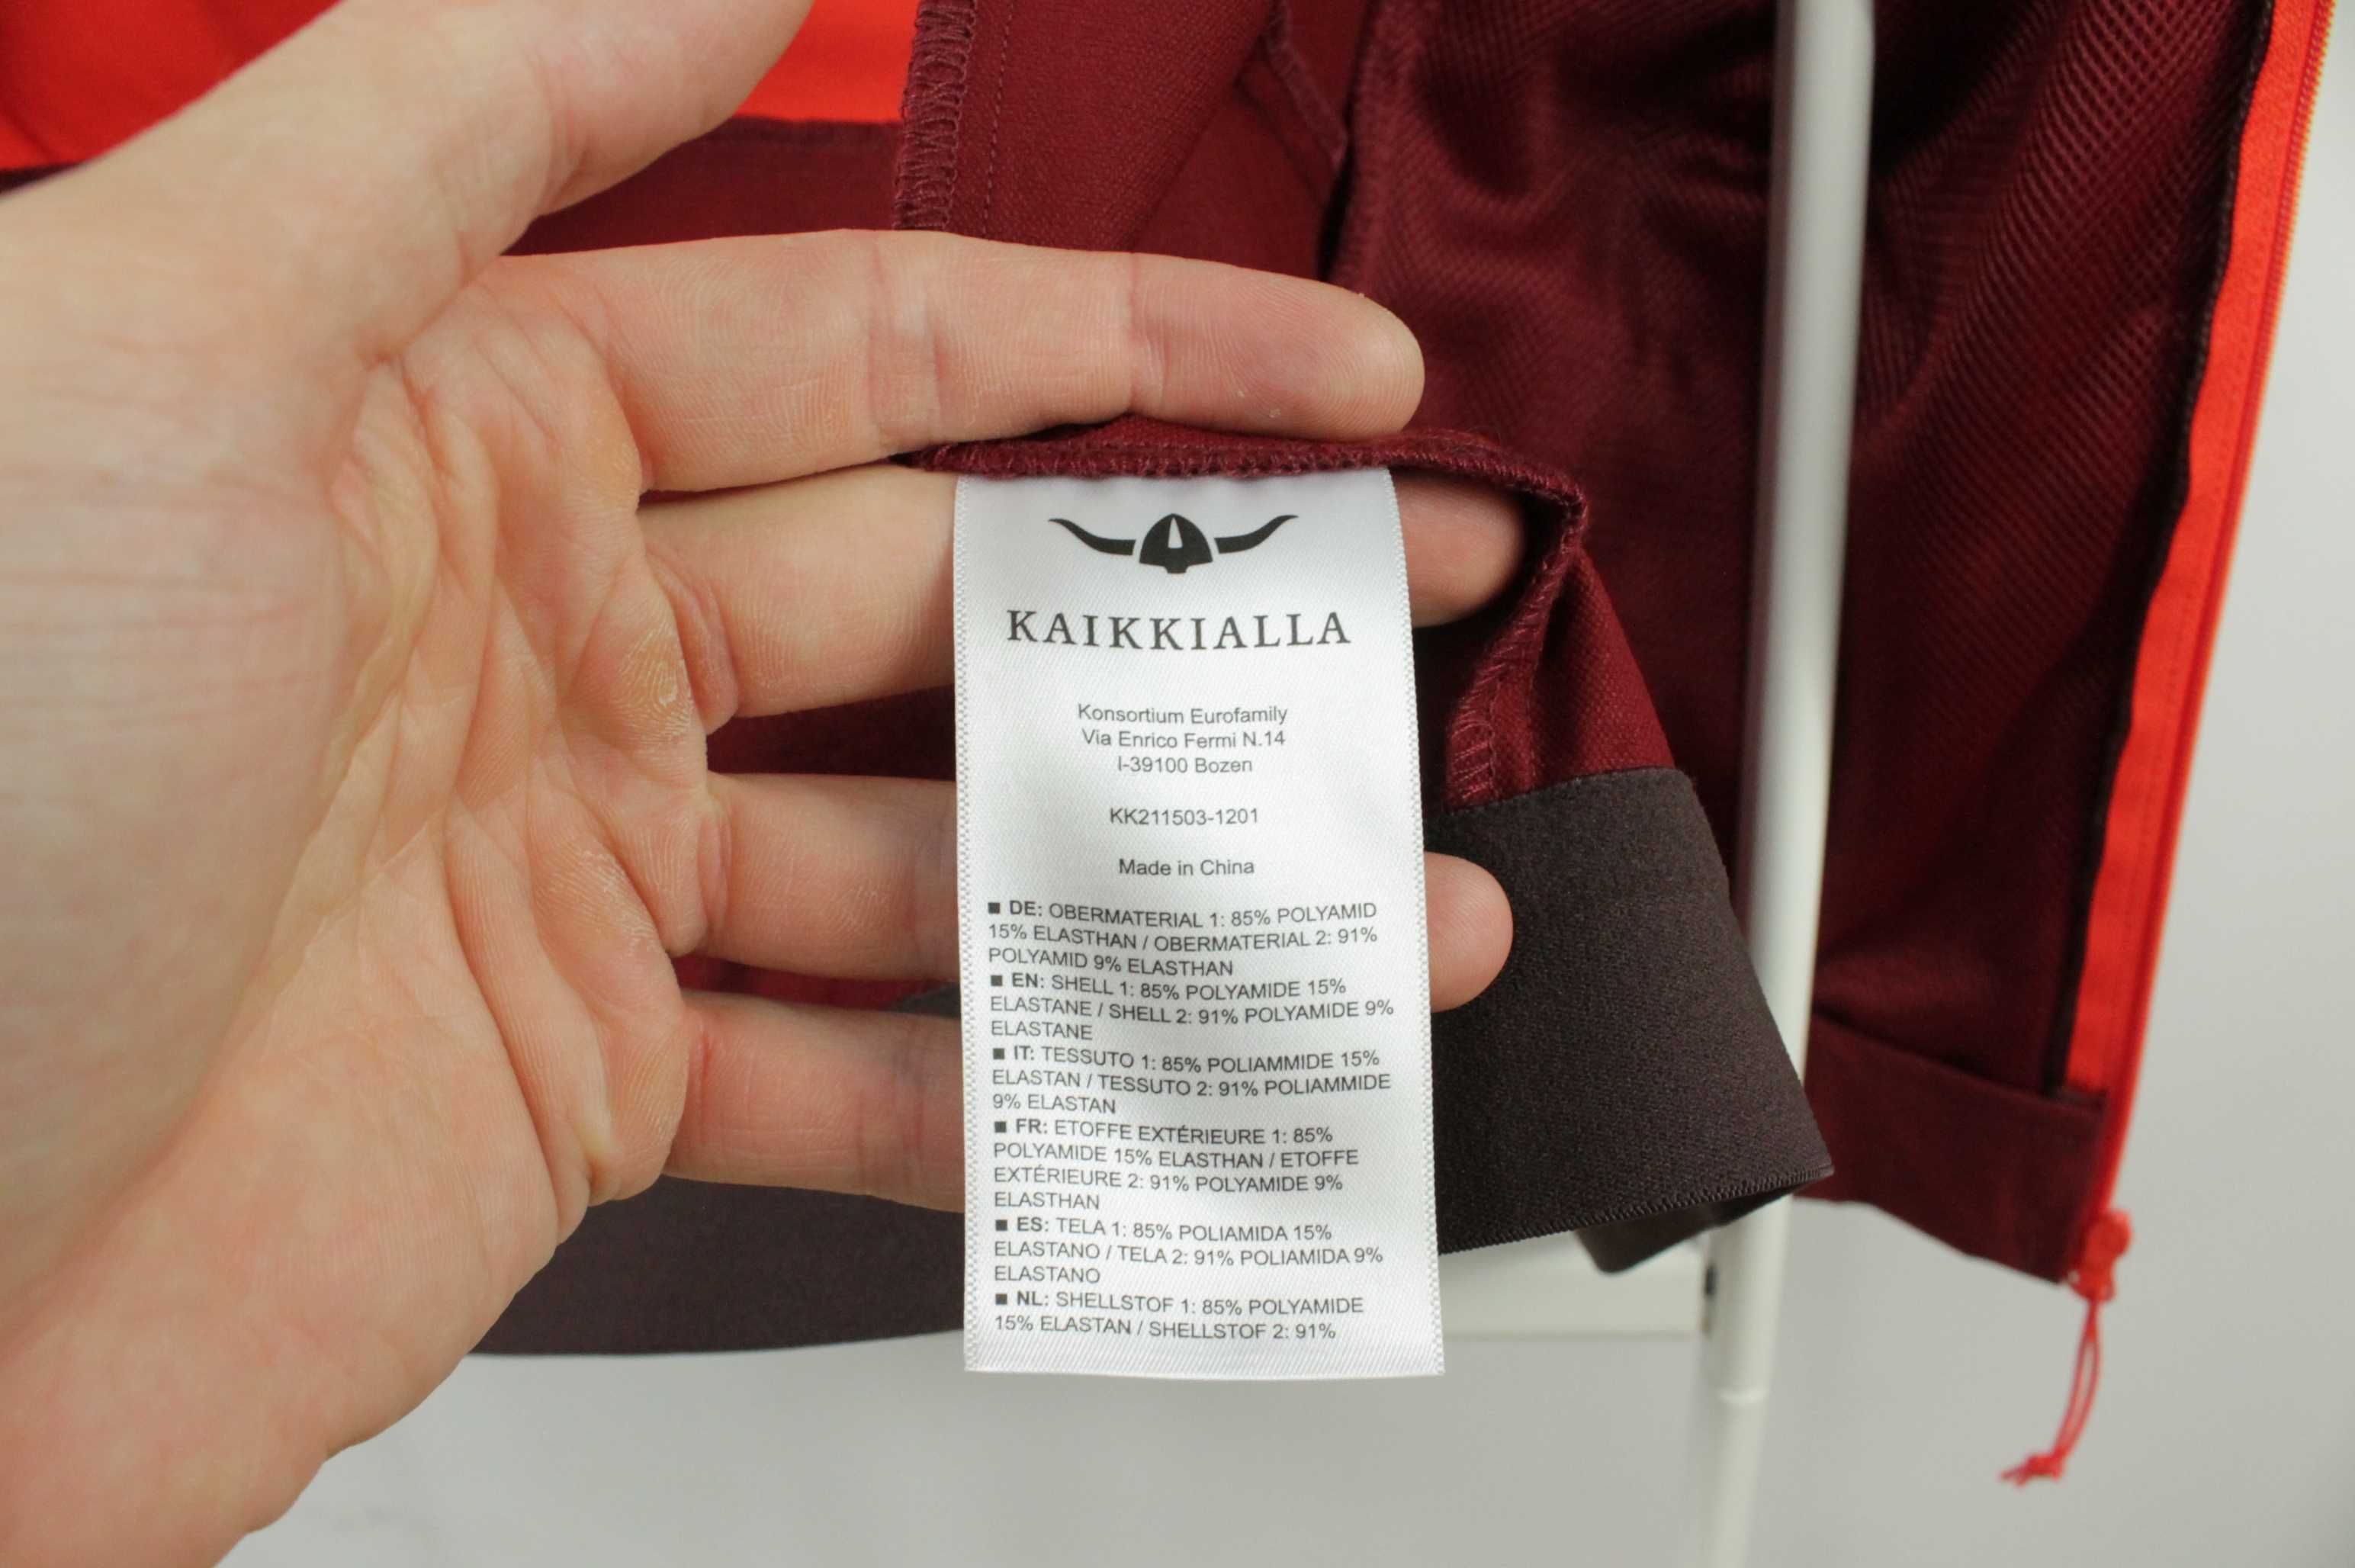 KAIKKIALLA
Konsortium Eurofamily
Via Enrico Fermi N.14
I-39100 Bozen
KK211503-1201
Made in China
■ DE: OBERMATERIAL 1: 85% POLYAMID
15% ELASTHAN / OBERMATERIAL 2: 91%
POLYAMID 9% ELASTHAN
■ EN: SHELL 1: 85% POLYAMIDE 15%
ELASTANE / SHELL 2: 91% POLYAMIDE 9%
ELASTANE
■ IT: TESSUTO 1: 85% POLIAMMIDE 15%
ELASTAN / TESSUTO 2: 91% POLIAMMIDE
9% ELASTAN
■ FR: ETOFFE EXTÉRIEURE 1: 85%
POLYAMIDE 15% ELASTHAN / ETOFFE
EXTÉRIEURE 2: 91% POLYAMIDE 9%
ELASTHAN
■ ES: TELA 1: 85% POLIAMIDA 15%
ELASTANO / TELA 2: 91% POLIAMIDA 9%
ELASTANO
■ NL: SHELLSTOF 1: 85% POLYAMIDE
15% ELASTAN / SHELLSTOF 2: 91%